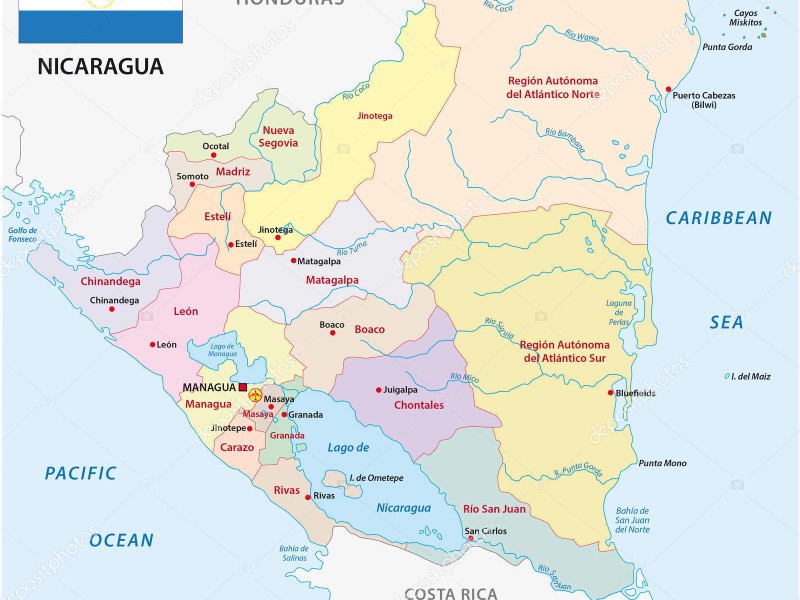 HONDURAS
NICARAGUA
Cayos
Miskitos
Punta Gorda
Río Coco
Río Wawa
Región Autónoma
del Atlántico Norte
Puerto Cabezas
(Bilwi)
Río Coco
Jinotega
Nueva
Segovia
Ocotal
Río Bambana
Madriz
Somoto
Golfo de
Fonseco
Estelí
Estelí
Jinotega
Río Tuma
CARIBBEAN
Matagalpa
Matagalpa
Chinandega
Chinandega
León
León
Boaco
Boaco
Laguna
de
Perlas
SEA
Río Siquia
Región Autónoma
del Atlántico Sur
Lago de
Managua
Río Mico
I. del Maiz
MANAGUA
Managua
Masaya
Masaya
Juigalpa
Chontales
Bluefields
Granada
Granada
Jinotepe
Carazo
Lago de
Nicaragua
I. de Ometepe
R. Punta Gorda
Punta Mono
PACIFIC
OCEAN
Rivas
Rivas
Río San Juan
San Carlos
Bahía de
San Juan
del Norte
Bahía de
Salinas
Río San Juan
COSTA RICA
depositphotos